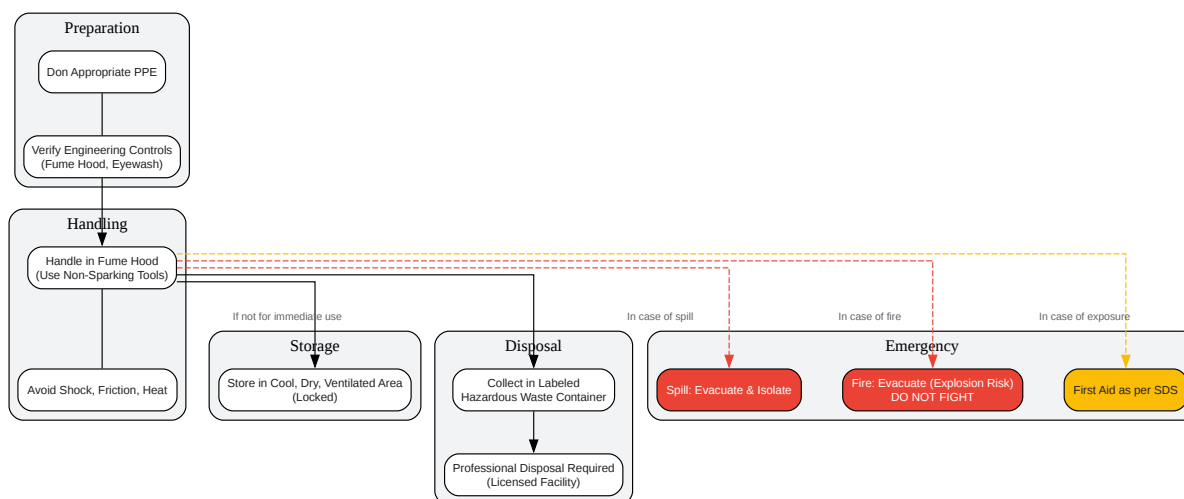 Preparation
Don Appropriate PPE
Verify Engineering Controls
(Fume Hood, Eyewash)
Handling
Handle in Fume Hood
(Use Non-Sparking Tools)
Avoid Shock, Friction, Heat
If not for immediate use
Storage
Store in Cool, Dry, Ventilated Area
(Locked)
Disposal
Collect in Labeled
Hazardous Waste Container
Professional Disposal Required
(Licensed Facility)
In case of spill
In case of fire
In case of exposure
Emergency
Spill: Evacuate & Isolate
Fire: Evacuate (Explosion Risk)
DO NOT FIGHT
First Aid as per SDS